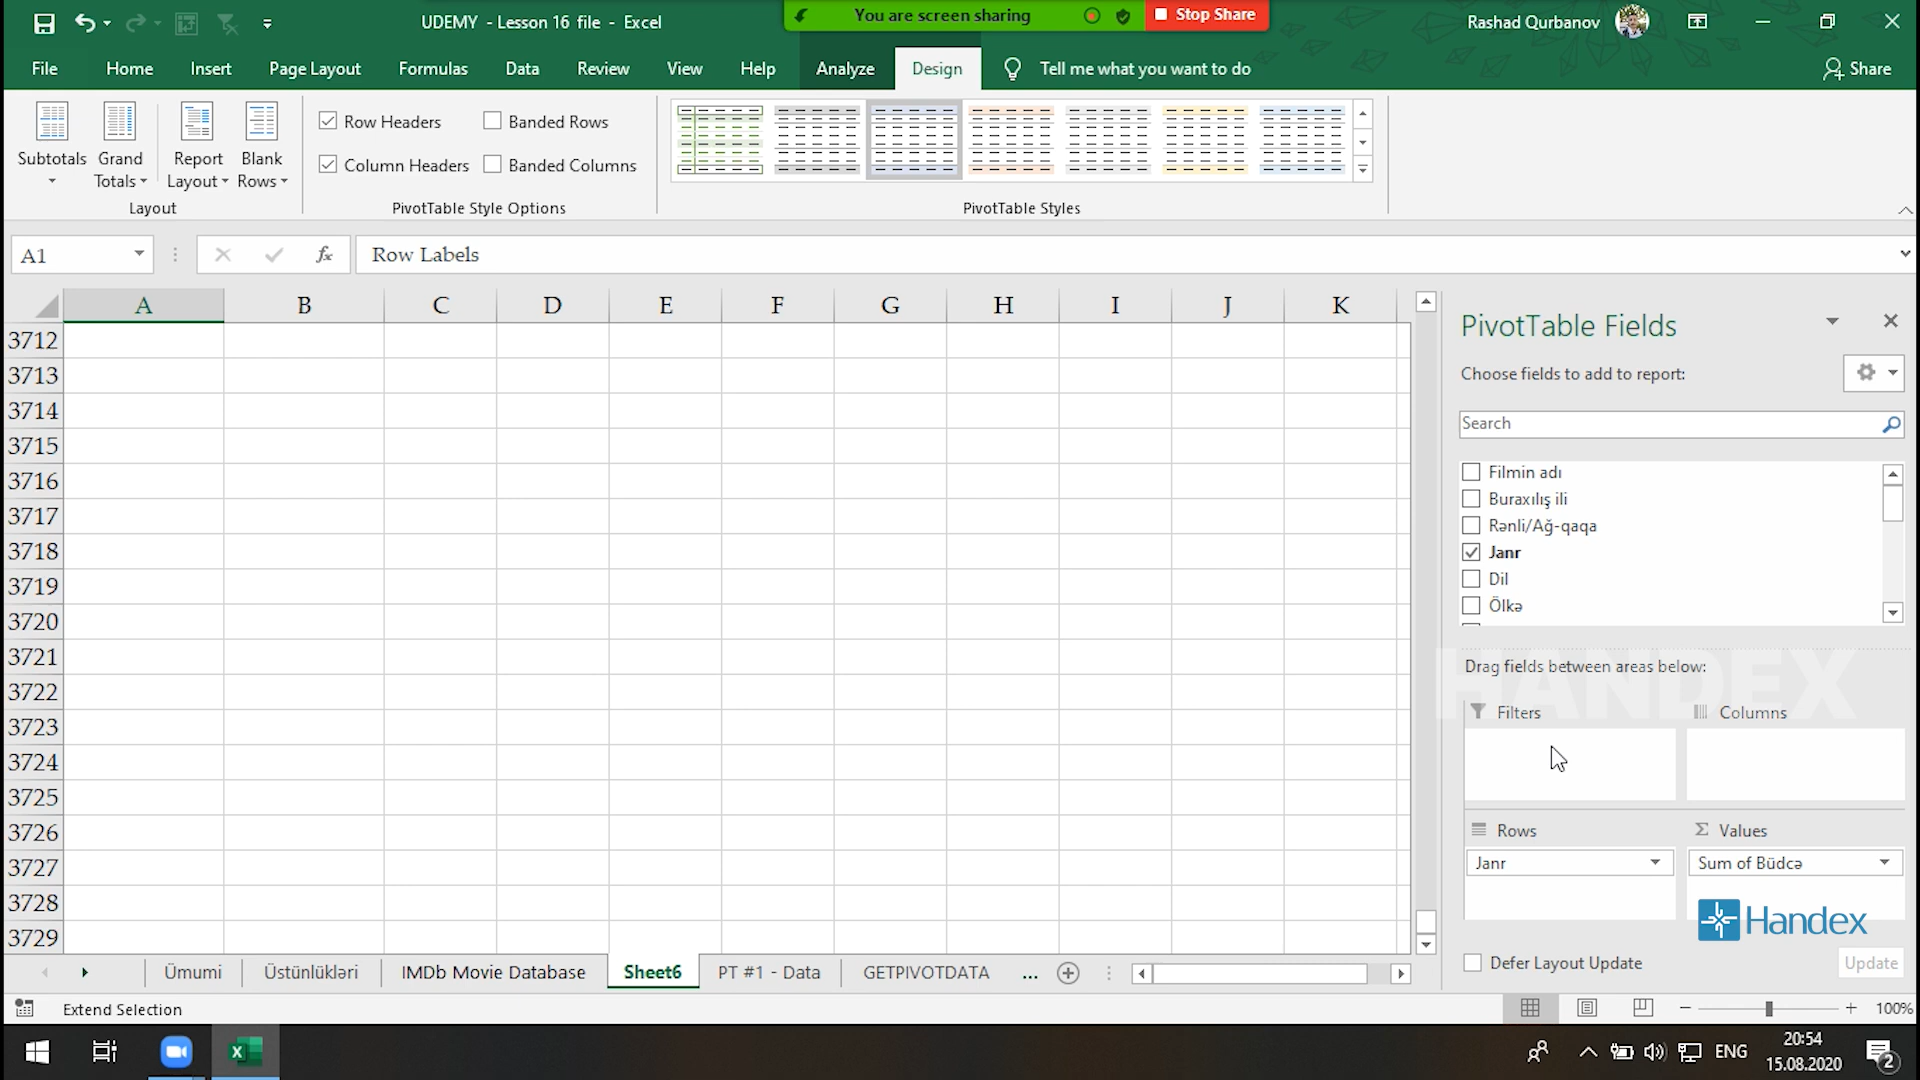 UDEMY - Lesson 16 file - Excel
You are screen sharing
Stop Share
Rashad Qurbanov
File Home Insert Page Layout Formulas Data Review View Help Analyze Design Tell me what you want to do Share
Subtotals
Grand Totals
Report Layout
Blank Rows
Row Headers
Banded Rows
Column Headers
Banded Columns
Layout
PivotTable Style Options
PivotTable Styles
A1
fx
Row Labels
A B C D E F G H I J K
3712
3713
3714
3715
3716
3717
3718
3719
3720
3721
3722
3723
3724
3725
3726
3727
3728
3729
PivotTable Fields
Choose fields to add to report:
Search
Filmin adı
Buraxılış ili
Rənli/Ağ-qaqa
Janr
Dil
Ölkə
HANDEX
Drag fields between areas below:
Filters
Columns
Rows
Σ Values
Janr
Sum of Büdcə
Handex
Defer Layout Update
Update
Ümumi Üstünlükləri IMDb Movie Database Sheet6 PT #1 - Data GETPIVOTDATA ...
Extend Selection
100%
ENG
20:54
15.08.2020
2